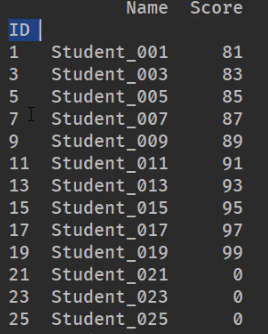 Name Score
ID
1 Student_001 81
3 Student_003 83
5 Student_005 85
7 Student_007 87
9 Student_009 89
11 Student_011 91
13 Student_013 93
15 Student_015 95
17 Student_017 97
19 Student_019 99
21 Student_021 0
23 Student_023 0
25 Student_025 0